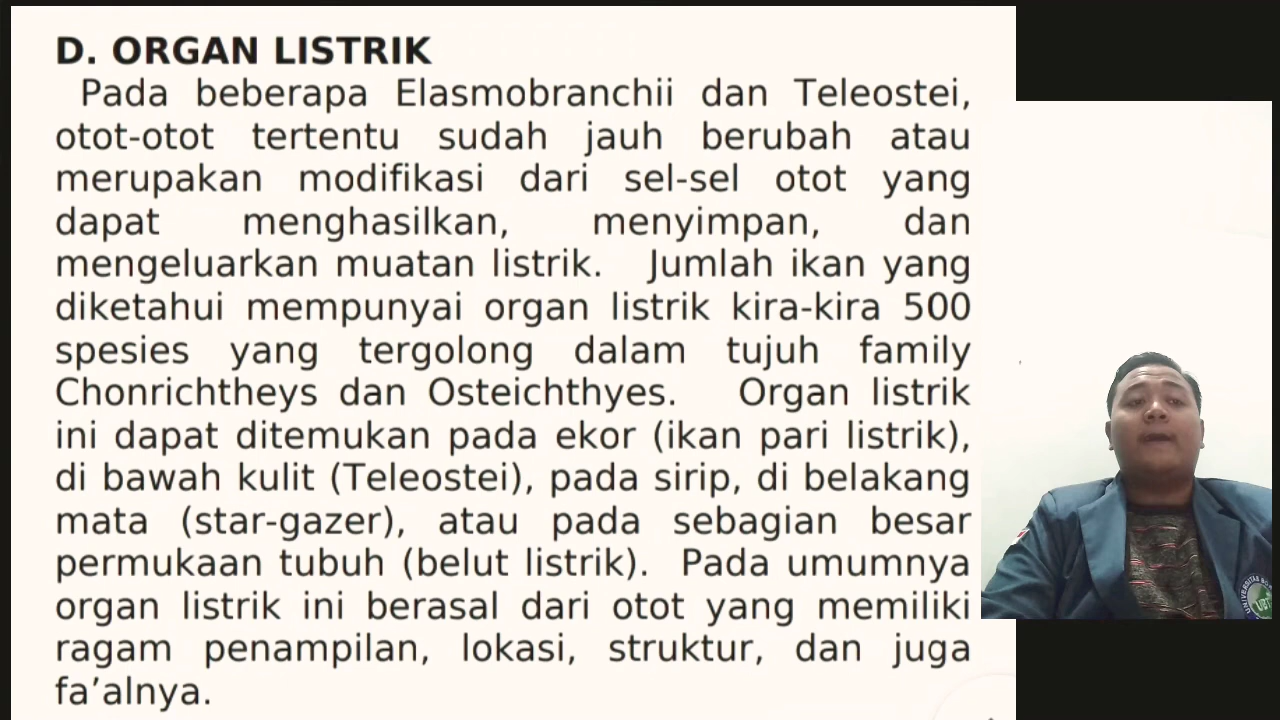 D. ORGAN LISTRIK
Pada beberapa Elasmobranchii dan Teleostei,
otot-otot tertentu sudah jauh berubah atau
merupakan modifikasi dari sel-sel otot yang
dapat menghasilkan, menyimpan, dan
mengeluarkan muatan listrik. Jumlah ikan yang
diketahui mempunyai organ listrik kira-kira 500
spesies yang tergolong dalam tujuh family
Chonrichtheys dan Osteichthyes. Organ listrik
ini dapat ditemukan pada ekor (ikan pari listrik),
di bawah kulit (Teleostei), pada sirip, di belakang
mata (star-gazer), atau pada sebagian besar
permukaan tubuh (belut listrik). Pada umumnya
organ listrik ini berasal dari otot yang memiliki
ragam penampilan, lokasi, struktur, dan juga
fa’alnya.
UNIVERSITAS